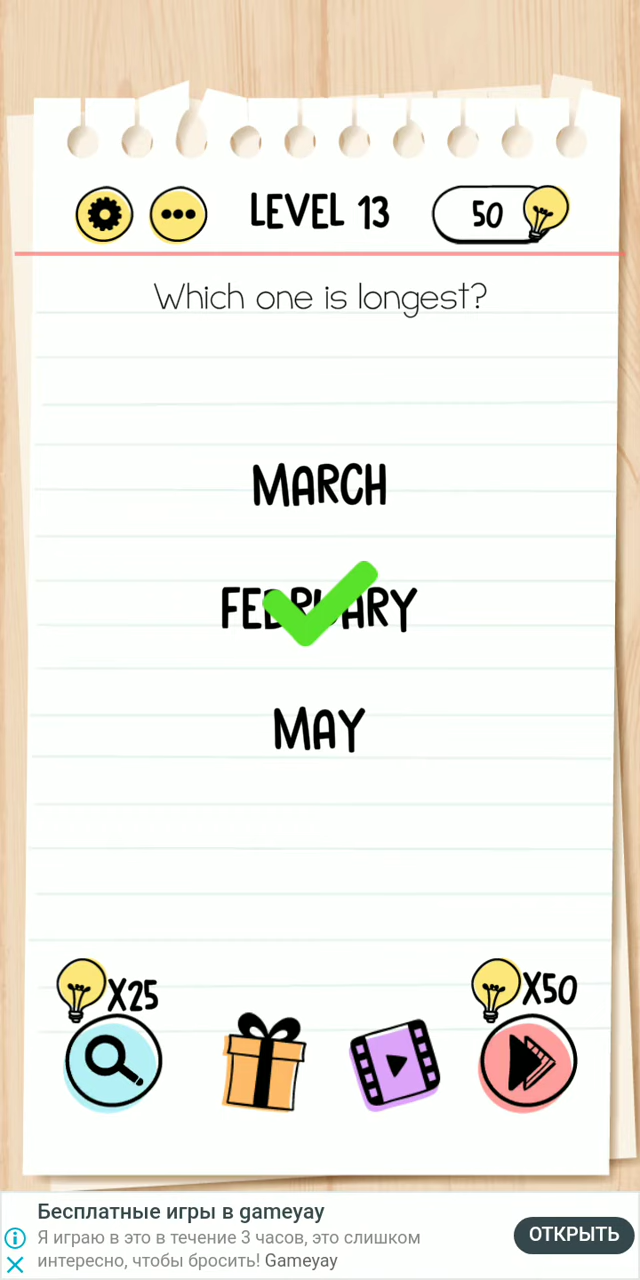 LEVEL 13
50
Which one is longest?
MARCH
FEBRUARY
MAY
X25
X50
Бесплатные игры в gameyay
Я играю в это в течение 3 часов, это слишком
интересно, чтобы бросить! Gameyay
ОТКРЫТЬ